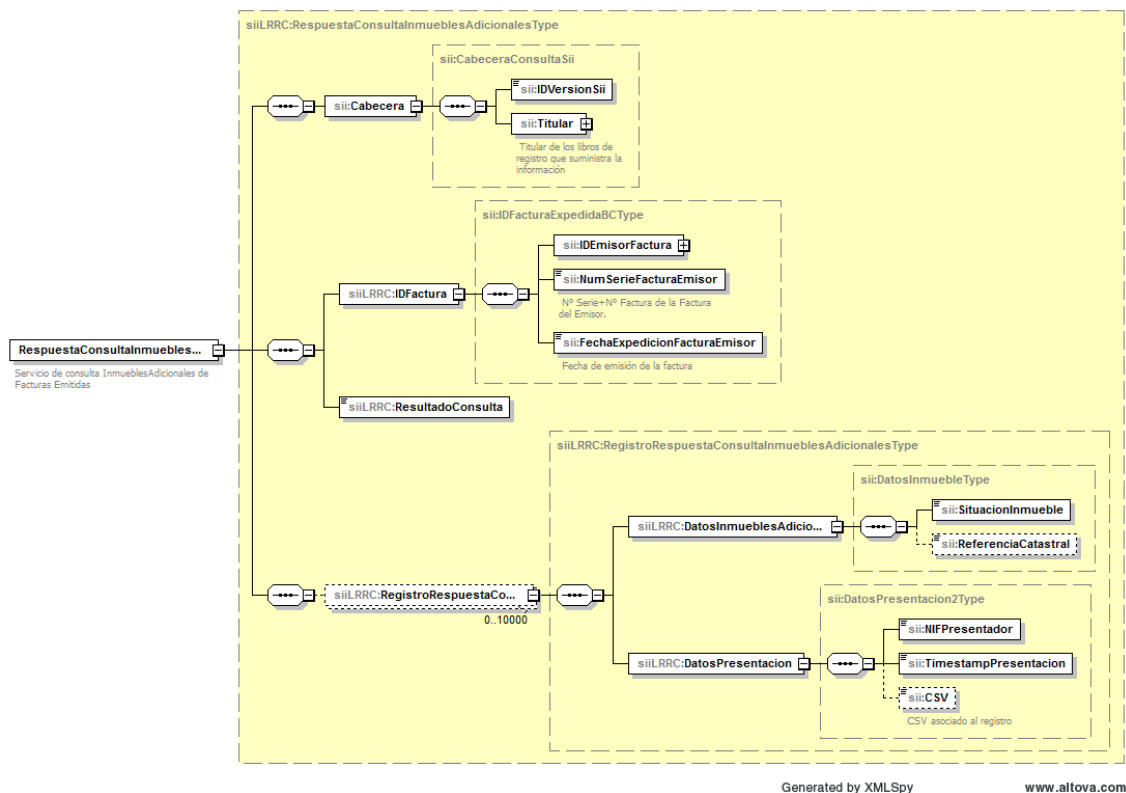 siiLRRC:RespuestaConsultaInmueblesAdicionalesType
sii:CabeceraConsultaSii
sii:Cabecera
sii:IDVersionSii
sii:Titular
Titular de los libros de
registro que suministra la
información
sii:IDFacturaExpedidaBCType
siiLRRC:IDFactura
sii:IDEmisorFactura
sii:NumSerieFacturaEmisor
Nº Serie+Nº Factura de la Factura
del Emisor.
sii:FechaExpedicionFacturaEmisor
Fecha de emisión de la factura
RespuestaConsultaInmuebles...
Servicio de consulta InmueblesAdicionales de
Facturas Emitidas
siiLRRC:ResultadoConsulta
siiLRRC:RegistroRespuestaConsultaInmueblesAdicionalesType
sii:DatosInmuebleType
siiLRRC:DatosInmueblesAdicio...
sii:SituacionInmueble
sii:ReferenciaCatastral
siiLRRC:RegistroRespuestaCo...
0..10000
sii:DatosPresentacion2Type
siiLRRC:DatosPresentacion
sii:NIFPresentador
sii:TimestampPresentacion
sii:CSV
CSV asociado al registro
Generated by XMLSpy
www.altova.com